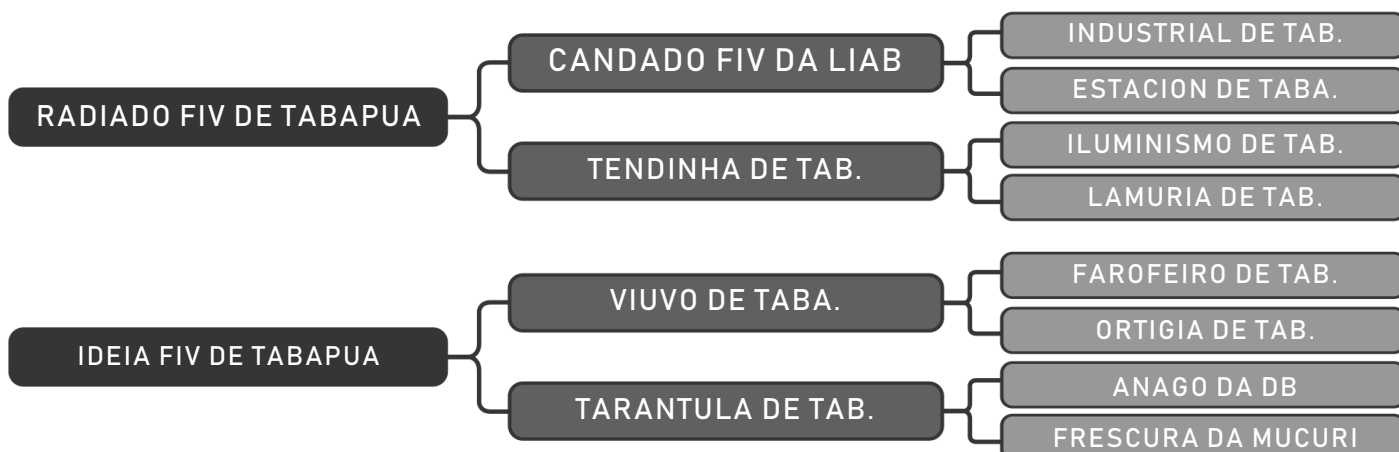 RADIADO FIV DE TABAPUA
CANDADO FIV DA LIAB
INDUSTRIAL DE TAB.
ESTACION DE TABA.
TENDINHA DE TAB.
ILUMINISMO DE TAB.
LAMURIA DE TAB.
IDEIA FIV DE TABAPUA
VIUVO DE TABA.
FAROFEIRO DE TAB.
ORTIGIA DE TAB.
TARANTULA DE TAB.
ANAGO DA DB
FRESCURA DA MUCURI